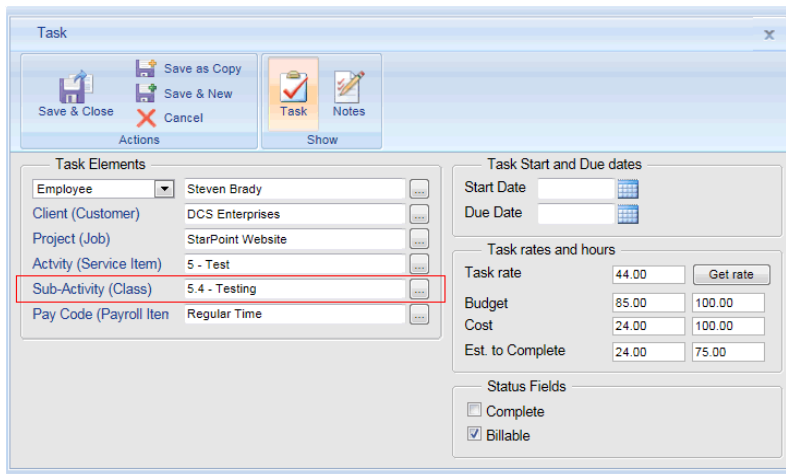 Task
x
Save & Close
Save as Copy
Save & New
Cancel
Actions
Task
Notes
Show
Task Elements
Employee Steven Brady ...
Client (Customer) DCS Enterprises ...
Project (Job) StarPoint Website ...
Actvity (Service Item) 5 - Test ...
Sub-Activity (Class) 5.4 - Testing ...
Pay Code (Payroll Iten Regular Time ...
Task Start and Due dates
Start Date
Due Date
Task rates and hours
Task rate 44.00 Get rate
Budget 85.00 100.00
Cost 24.00 100.00
Est. to Complete 24.00 75.00
Status Fields
Complete
Billable